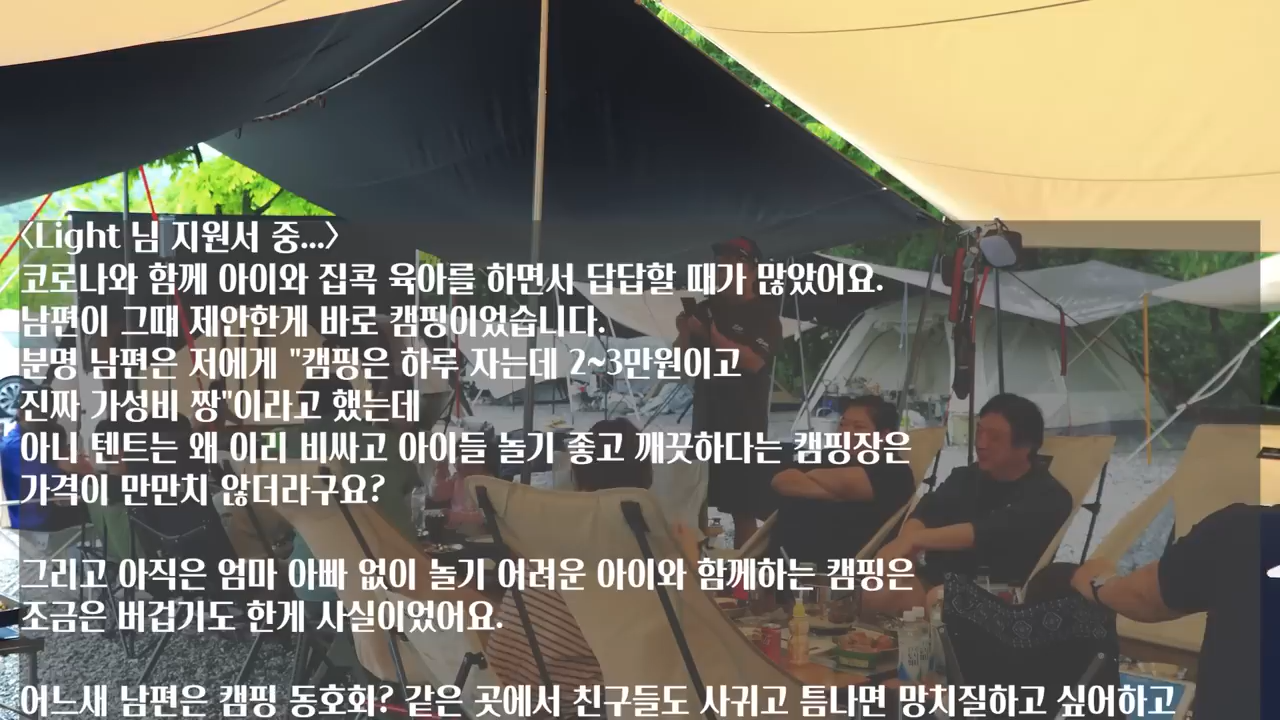 <Light 님 지원서 중...>
코로나와 함께 아이와 집콕 육아를 하면서 답답할 때가 많았어요.
남편이 그때 제안한게 바로 캠핑이었습니다.
분명 남편은 저에게 "캠핑은 하루 자는데 2~3만원이고
진짜 가성비 짱"이라고 했는데
아니 텐트는 왜 이리 비싸고 아이들 놀기 좋고 깨끗하다는 캠핑장은
가격이 만만치 않더라구요?
그리고 아직은 엄마 아빠 없이 놀기 어려운 아이와 함께하는 캠핑은
조금은 버겁기도 한게 사실이었어요.
어느새 남편은 캠핑 동호회? 같은 곳에서 친구들도 사귀고 틈나면 망치질하고 싶어하고